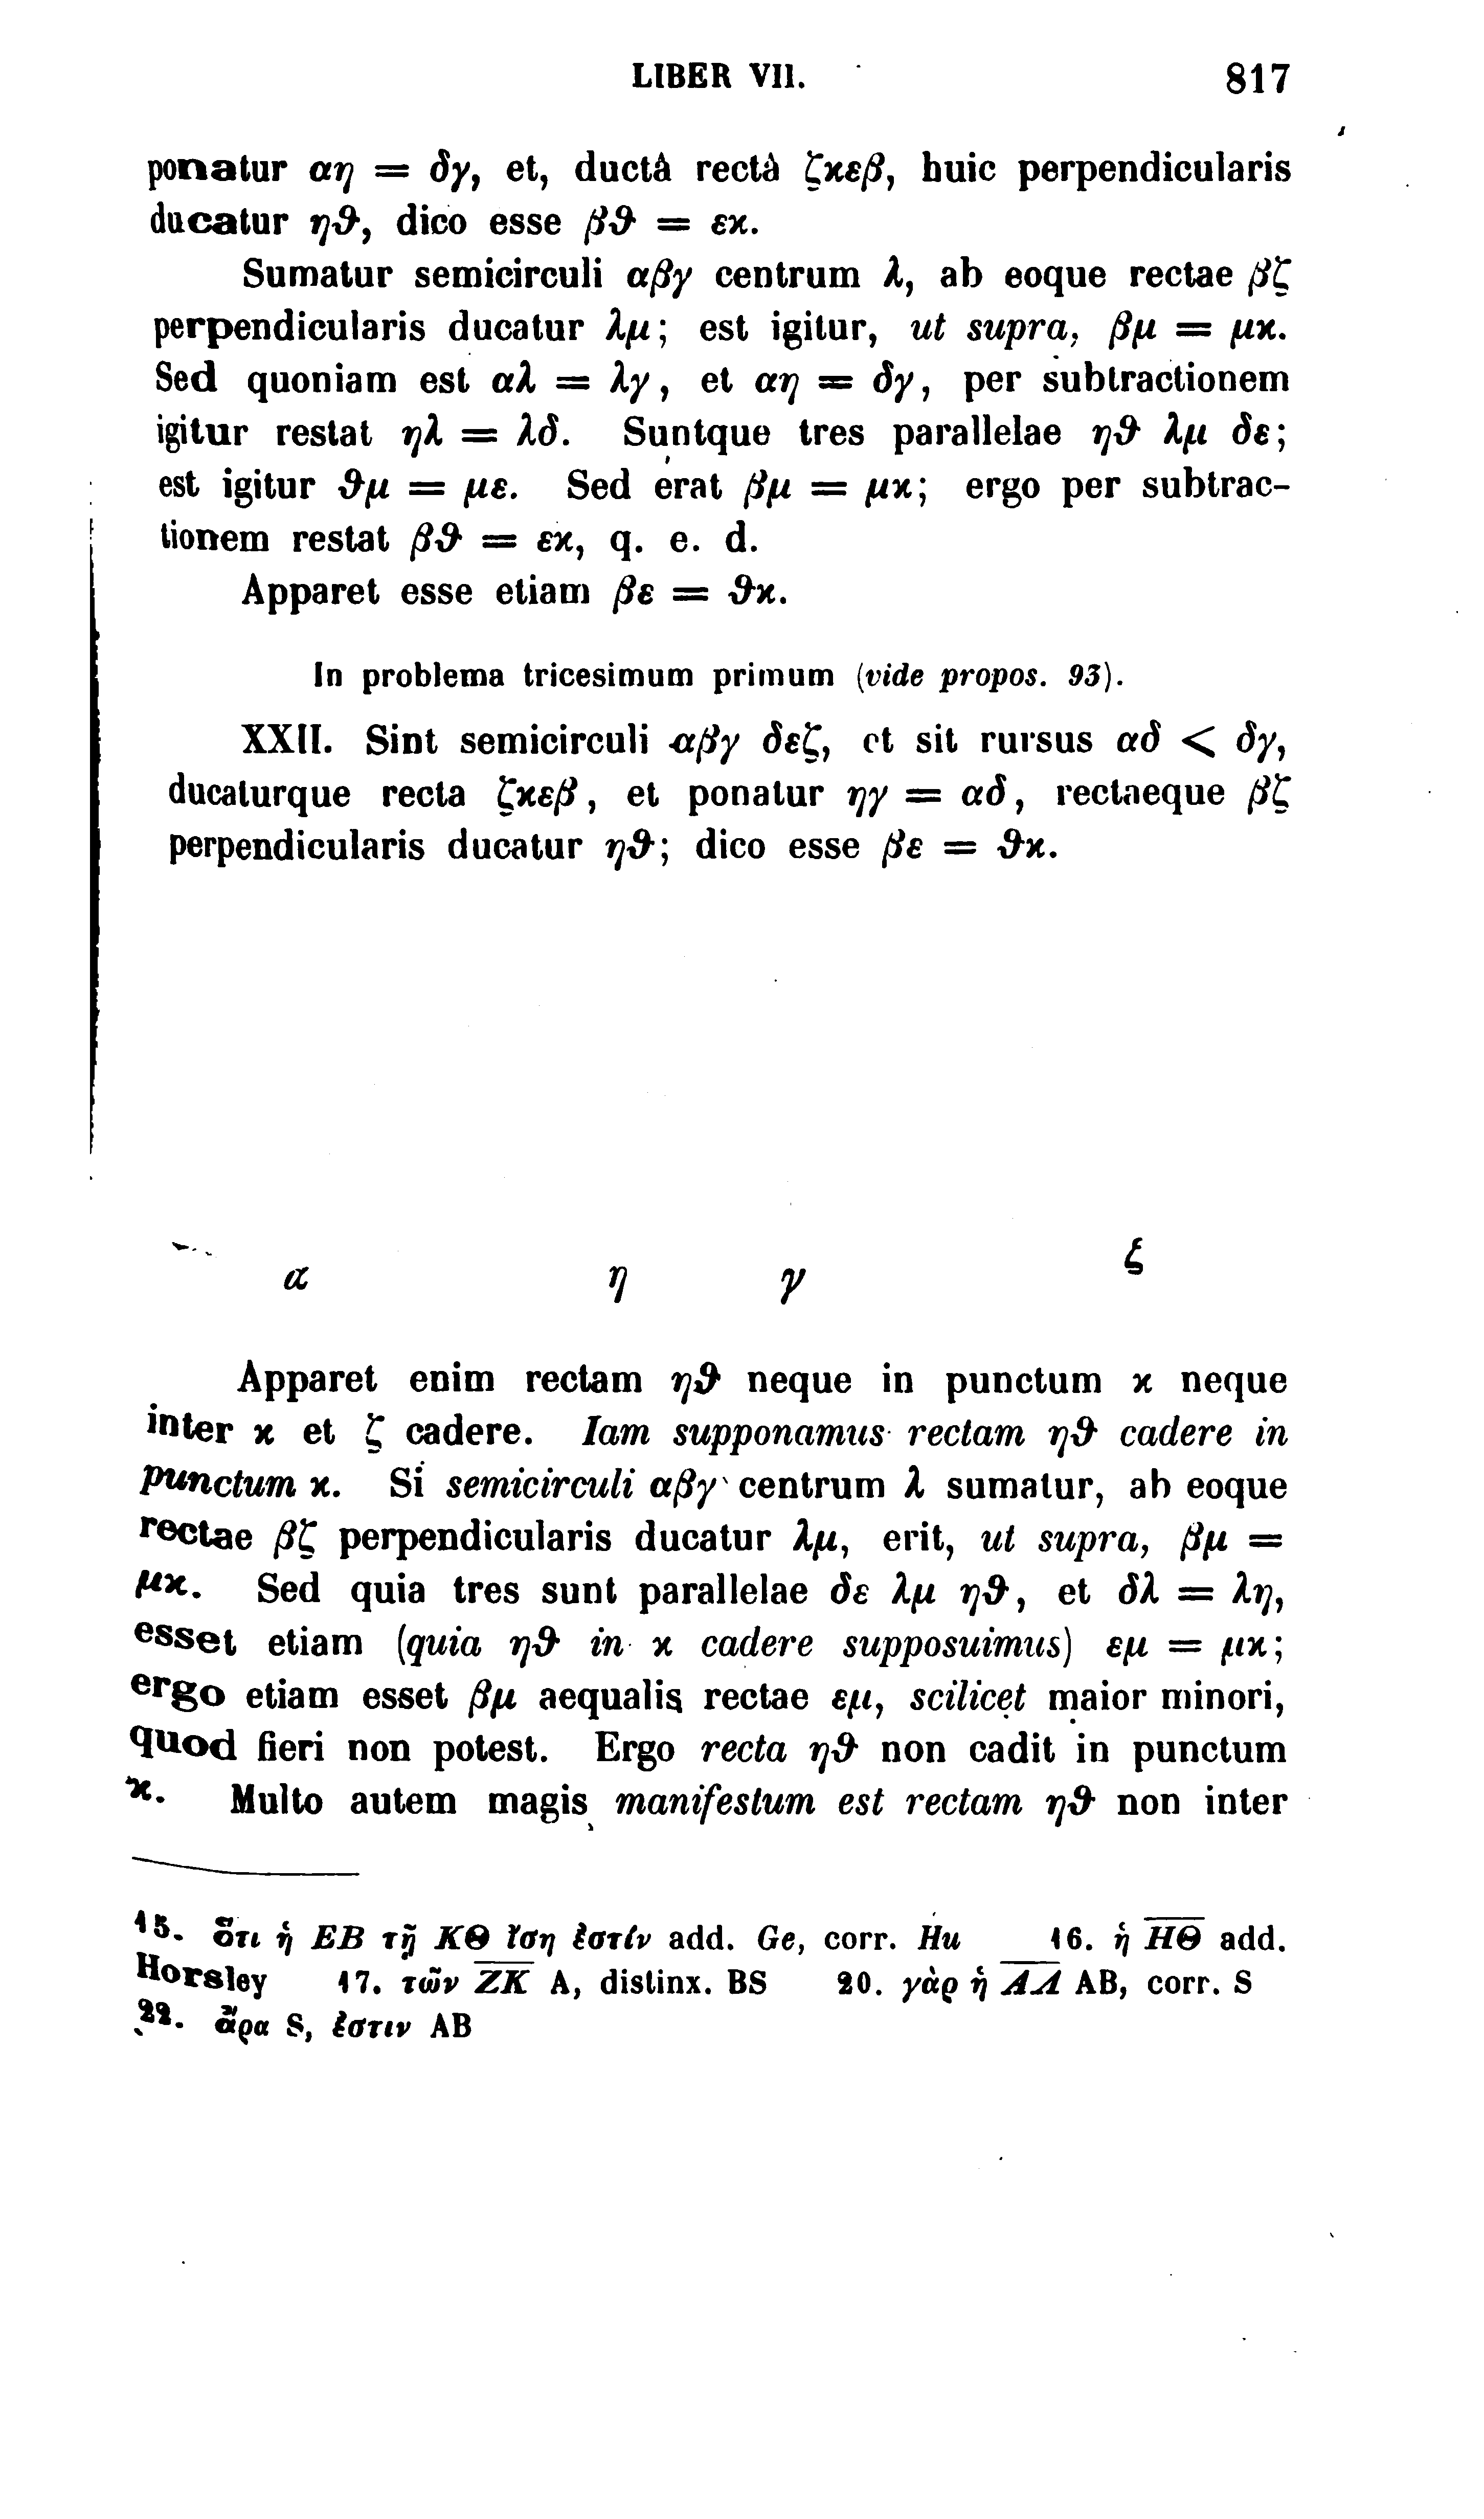 LIBER VII. 817
ponatur αη = δγ, et, ductâ rectâ ζκεβ, huic perpendicularis
ducatur ηϑ, dico esse βϑ = εκ.
Sumatur semicirculi αβγ centrum λ, ab eoque rectae βζ
perpendicularis ducatur λμ; est igitur, ut supra, βμ = μκ.
Sed quoniam est αλ = λγ, et αη = δγ, per subtractionem
igitur restat ηλ = λδ. Suntque tres parallelae ηϑ λμ δε;
est igitur ϑμ = με. Sed erat βμ = μκ; ergo per subtrac-
tionem restat βϑ = εκ, q. e. d.
Apparet esse etiam βε = ϑκ.
In problema tricesimum primum (vide propos. 93).
XXII. Sint semicirculi αβγ δεζ, et sit rursus αδ < δγ,
ducaturque recta ζκεβ, et ponatur ηγ = αδ, rectaeque βζ
perpendicularis ducatur ηϑ; dico esse βε = ϑκ.
α η γ ξ
Apparet enim rectam ηϑ neque in punctum κ neque
inter κ et ζ cadere. Iam supponamus rectam ηϑ cadere in
punctum κ. Si semicirculi αβγ centrum λ sumatur, ab eoque
rectae βζ perpendicularis ducatur λμ, erit, ut supra, βμ =
μκ. Sed quia tres sunt parallelae δε λμ ηϑ, et δλ = λη,
esset etiam (quia ηϑ in κ cadere supposuimus) εμ = μκ;
ergo etiam esset βμ aequalis rectae εμ, scilicet maior minori,
quod fieri non potest. Ergo recta ηϑ non cadit in punctum
κ. Multo autem magis manifestum est rectam ηϑ non inter
15. ὅτι ἡ ΕΒ τῇ ΚΘ ἴση ἐστίν add. Ge, corr. Hu 16. ἡ ΗΘ add.
Horsley 17. τῶν ΖΚ A, distinx. BS 20. γὰρ ἡ ΛΛ AB, corr. S
22. ἄρα S, ἐστιν AB